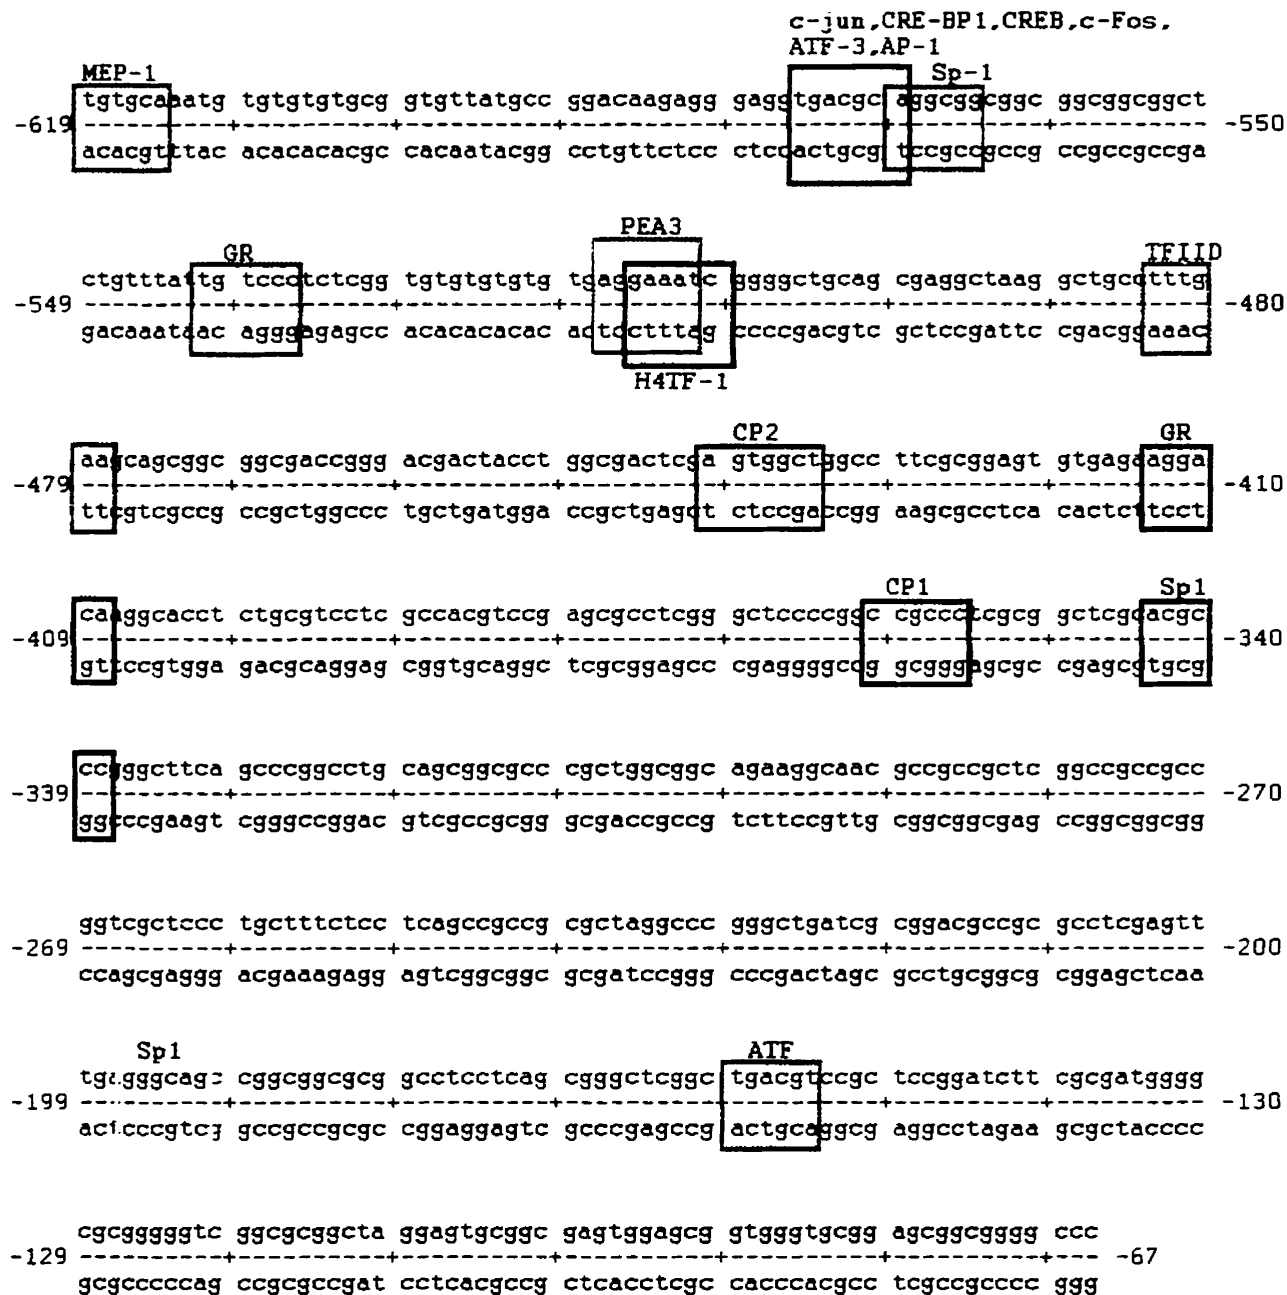 c-jun,CRE-BP1,CREB,c-Fos,
ATF-3,AP-1
MEP-1 Sp-1
tgtgcaaatg tgtgtgtgcg gtgttatgcc ggacaagagg gaggtgacgc aggcggcggc ggcggcggct
-619 ---------+---------+---------+---------+---------+---------+--------- -550
acacgtttac acacacacgc cacaatacgg cctgttctcc ctccactgcg tccgccgccg ccgccgccga
PEA3
GR TFIID
ctgtttattg tccctctcgg tgtgtgtgtg tgaggaaatc ggggctgcag cgaggctaag gctgcgtttg
-549 ---------+---------+---------+---------+---------+---------+--------- -480
gacaaataac agggagagcc acacacacac actcctttag ccccgacgtc gctccgattc cgacggaaac
H4TF-1
CP2 GR
aagcagcggc ggcgaccggg acgactacct ggcgactcga gtggctggcc ttcgcggagt gtgagaagga
-479 ---------+---------+---------+---------+---------+---------+--------- -410
ttcgtcgccg ccgctggccc tgctgatgga ccgctgagct ctccgaccgg aagcgcctca cactcttcct
CP1 Sp1
caaggcacct ctgcgtcctc gccacgtccg agcgcctcgg gctccccggc cgccctcgcg gctcgcacgc
-409 ---------+---------+---------+---------+---------+---------+--------- -340
gttccgtgga gacgcaggag cggtgcaggc tcgcggagcc cgaggggccg gcgggagcgc cgagcgtgcg
ccgggcttca gcccggcctg cagcggcgcc cgctggcggc agaaggcaac gccgccgctc ggccgccgcc
-339 ---------+---------+---------+---------+---------+---------+--------- -270
ggcccgaagt cgggccggac gtcgccgcgg gcgaccgccg tcttccgttg cggcggcgag ccggcggcgg
ggtcgctccc tgctttctcc tcagccgccg cgctaggccc gggctgatcg cggacgccgc gcctcgagtt
-269 ---------+---------+---------+---------+---------+---------+--------- -200
ccagcgaggg acgaaagagg agtcggcggc gcgatccggg cccgactagc gcctgcggcg cggagctcaa
Sp1 ATF
cggcggcgcg gcctcctcag cgggctcggc tgacgtccgc tccggatctt cgcgatgggg
-199 ---------+---------+---------+---------+---------+---------+--------- -130
gccgccgcgc cggaggagtc gcccgagccg actgcaggcg aggcctagaa gcgctacccc
cgcgggggtc ggcgcggcta ggagtgcggc gagtggagcg gtgggtgcgg agcggcgggg ccc
-129 ---------+---------+---------+---------+---------+---------+--- -67
gcgcccccag ccgcgccgat cctcacgccg ctcacctcgc cacccacgcc tcgccgcccc ggg